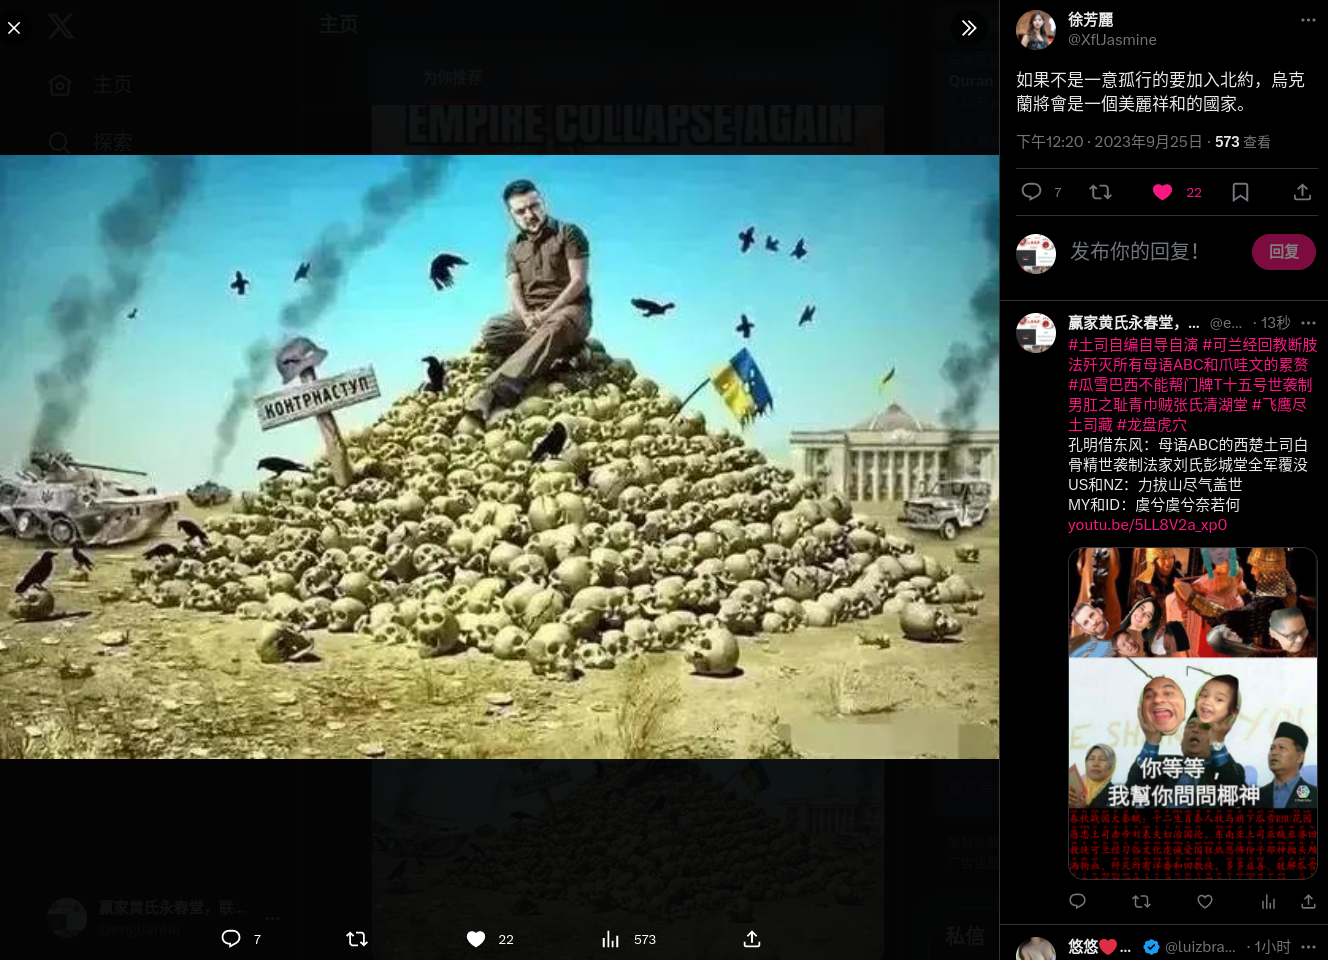 主页
为你推荐
Quran
EMPIRE COLLAPSE AGAIN
主页
探索
КОНТРНАСТУП
赢家黄氏永春堂，联...
@enguanhu
7
22
573
私信
徐芳麗
@XflJasmine
如果不是一意孤行的要加入北約，烏克
蘭將會是一個美麗祥和的國家。
下午12:20 · 2023年9月25日 · 573 查看
7
22
发布你的回复！
回复
赢家黄氏永春堂，... @e... · 13秒
#土司自编自导自演 #可兰经回教断肢
法歼灭所有母语ABC和爪哇文的累赘
#瓜雪巴西不能帮门牌T十五号世袭制
男肛之耻青巾贼张氏清湖堂 #飞鹰尽
土司藏 #龙盘虎穴
孔明借东风：母语ABC的西楚土司白
骨精世袭制法家刘氏彭城堂全军覆没
US和NZ：力拔山尽气盖世
MY和ID：虞兮虞兮奈若何
youtu.be/5LL8V2a_xp0
你等等，
我幫你問問椰神
悠悠❤️... @luizbra... · 1小时